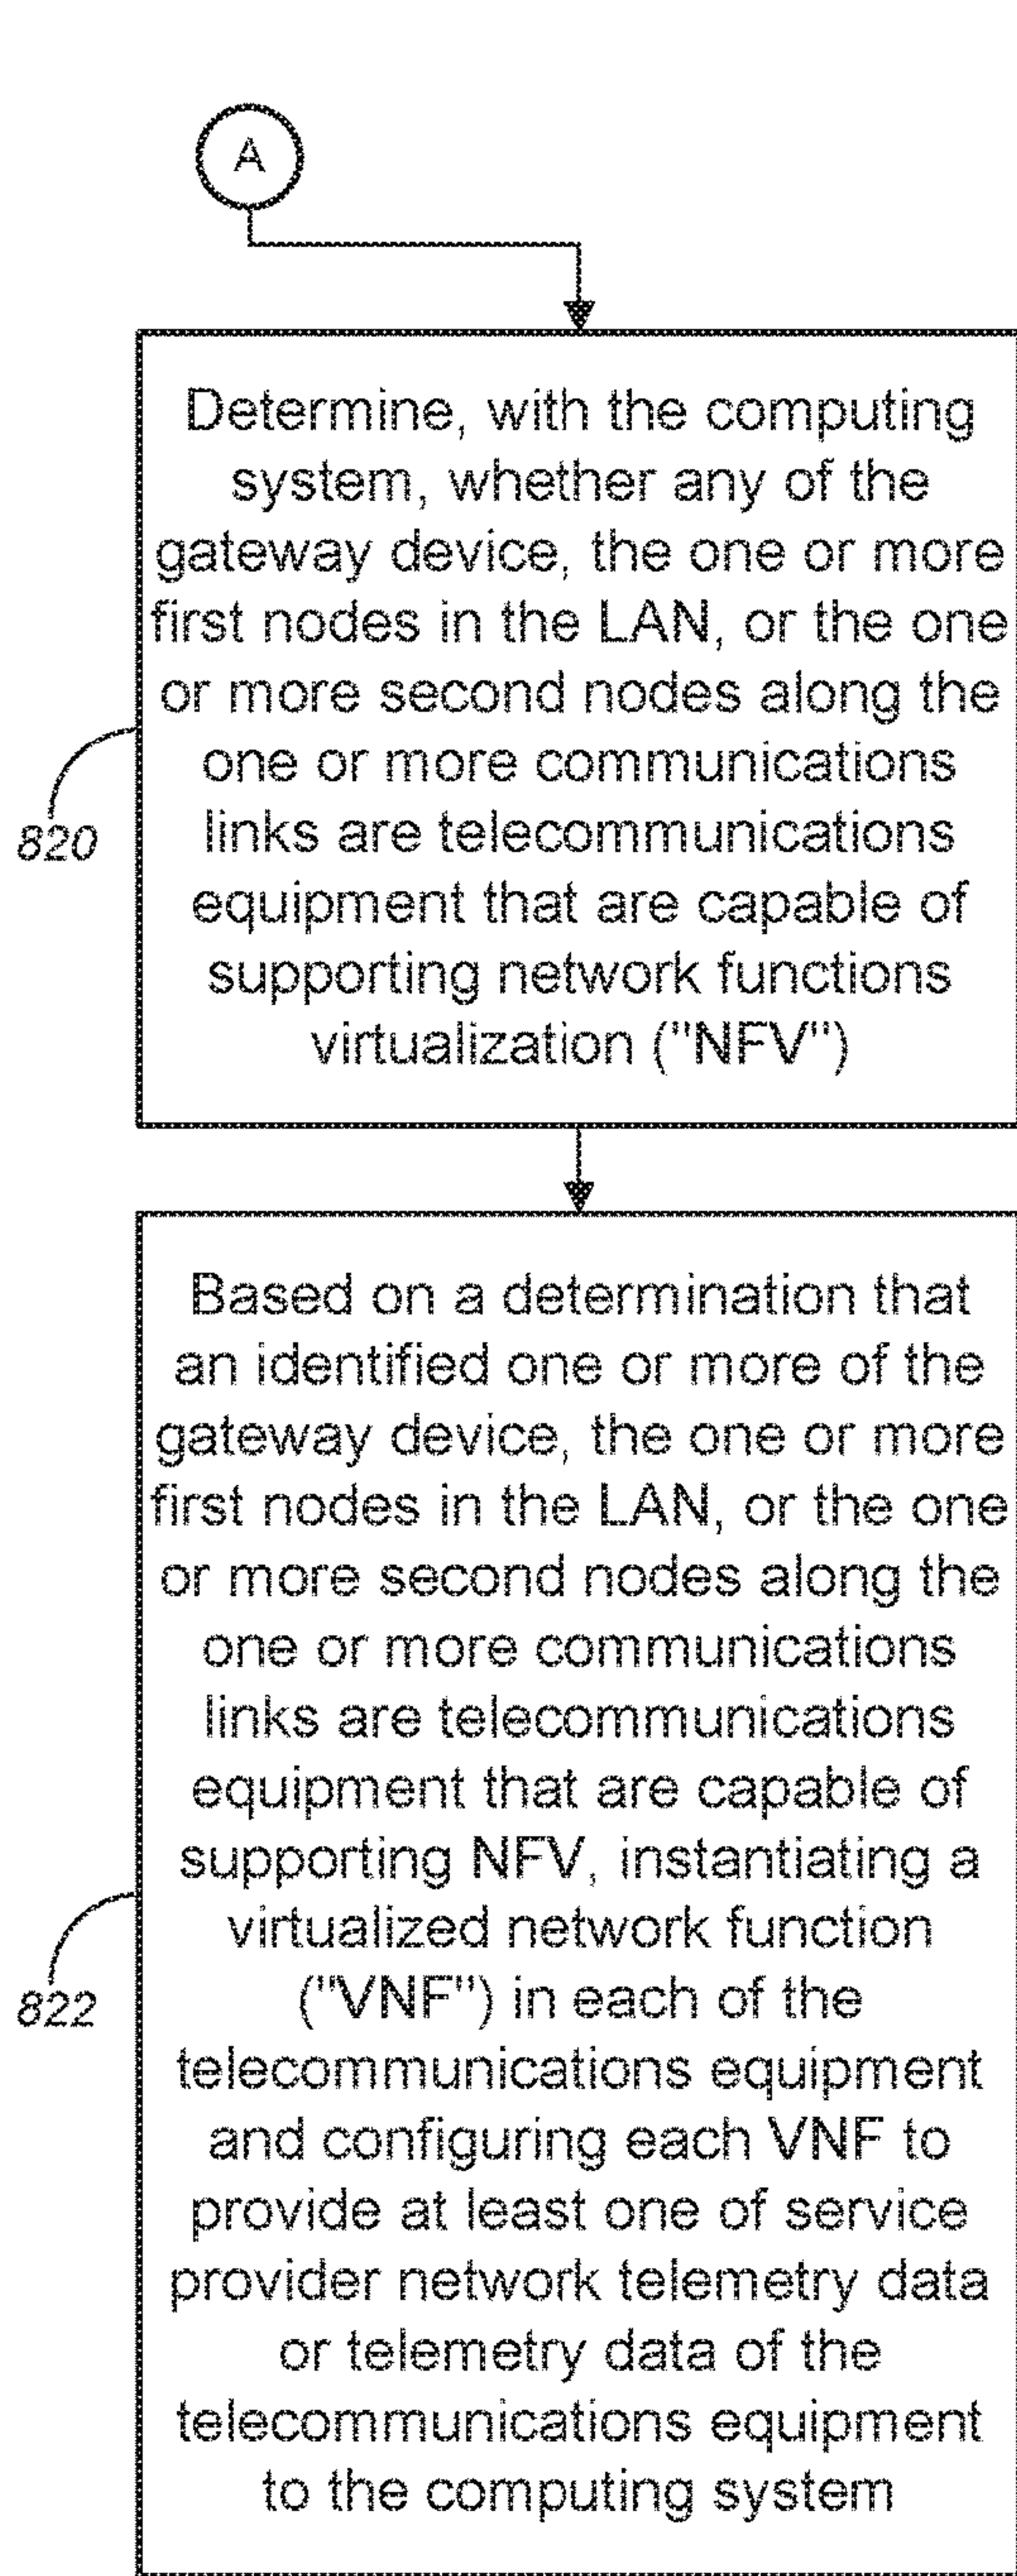 A
Determine, with the computing
system, whether any of the
gateway device, the one or more
first nodes in the LAN, or the one
or more second nodes along the
one or more communications
links are telecommunications
equipment that are capable of
supporting network functions
virtualization ("NFV")
820
Based on a determination that
an identified one or more of the
gateway device, the one or more
first nodes in the LAN, or the one
or more second nodes along the
one or more communications
links are telecommunications
equipment that are capable of
supporting NFV, instantiating a
virtualized network function
("VNF") in each of the
telecommunications equipment
and configuring each VNF to
provide at least one of service
provider network telemetry data
or telemetry data of the
telecommunications equipment
to the computing system
822